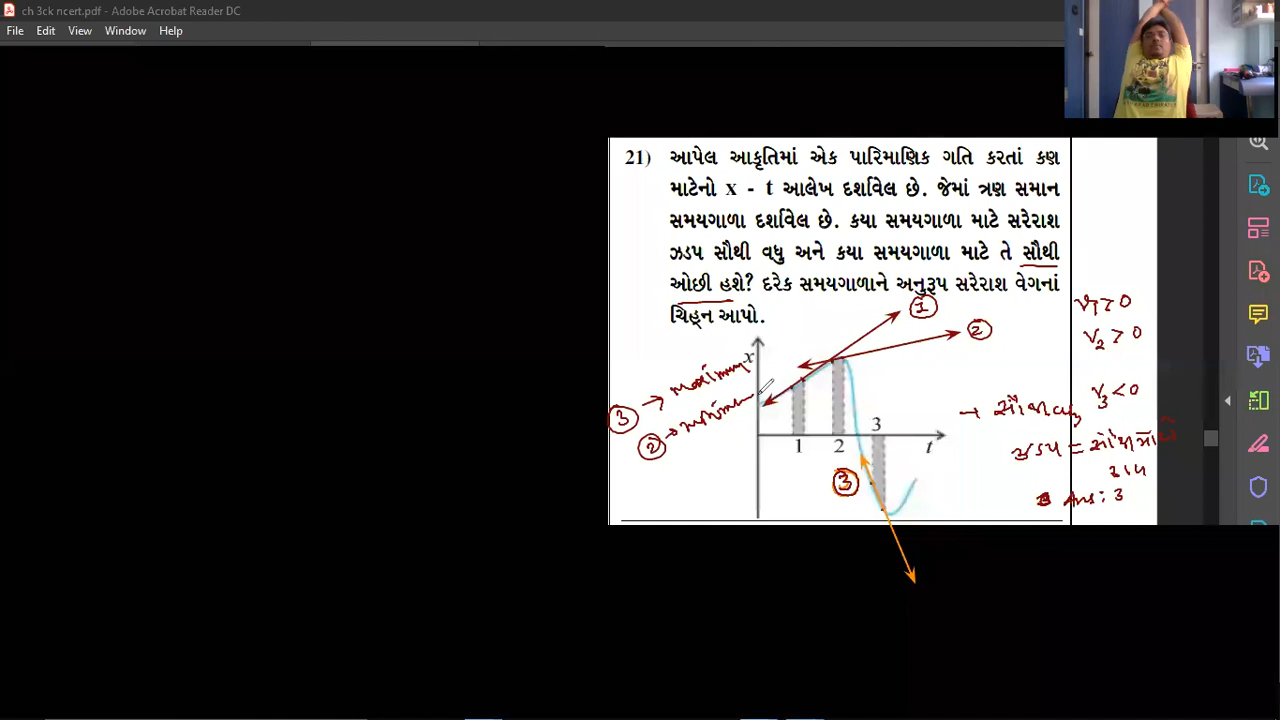 ch 3ck ncert.pdf - Adobe Acrobat Reader DC
File Edit View Window Help
21) આપેલ આકૃતિમાં એક પારિમાણિક ગતિ કરતાં કણ
માટેનો x - t આલેખ દર્શાવેલ છે. જેમાં ત્રણ સમાન
સમયગાળા દર્શાવેલ છે. કયા સમયગાળા માટે સરેરાશ
ઝડપ સૌથી વધુ અને કયા સમયગાળા માટે તે સૌથી
ઓછી હશે? દરેક સમયગાળાને અનુરૂપ સરેરાશ વેગનાં
ચિહ્ન આપો.
1
2
x
3 → maximum
2 → minimum
3
1 2
t
3
v1 > 0
v2 > 0
v3 < 0
ઝડપ =
Ans: 3